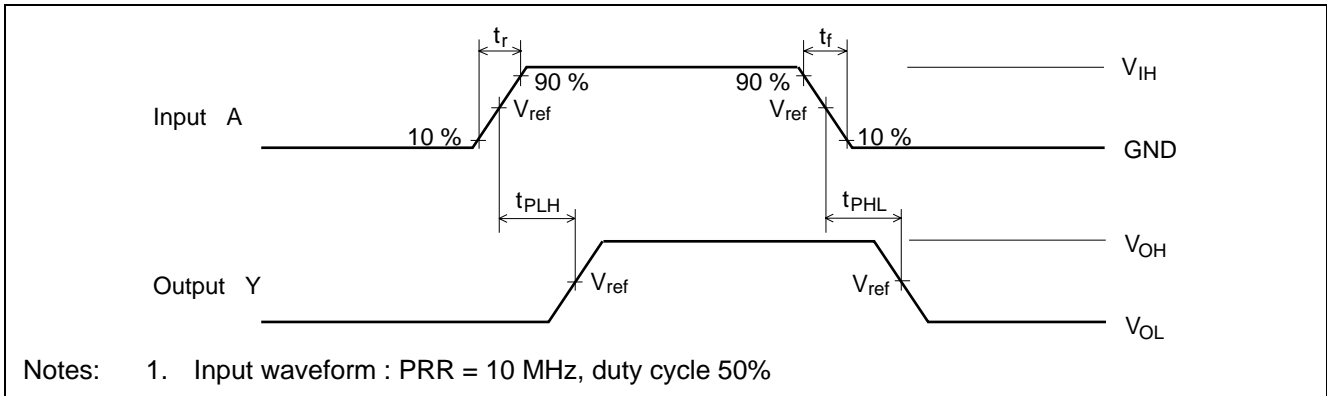 tr
tf
90 %
90 %
VIH
Input A
Vref
Vref
10 %
10 %
GND
tPLH
tPHL
VOH
Output Y
Vref
Vref
VOL
Notes: 1. Input waveform : PRR = 10 MHz, duty cycle 50%